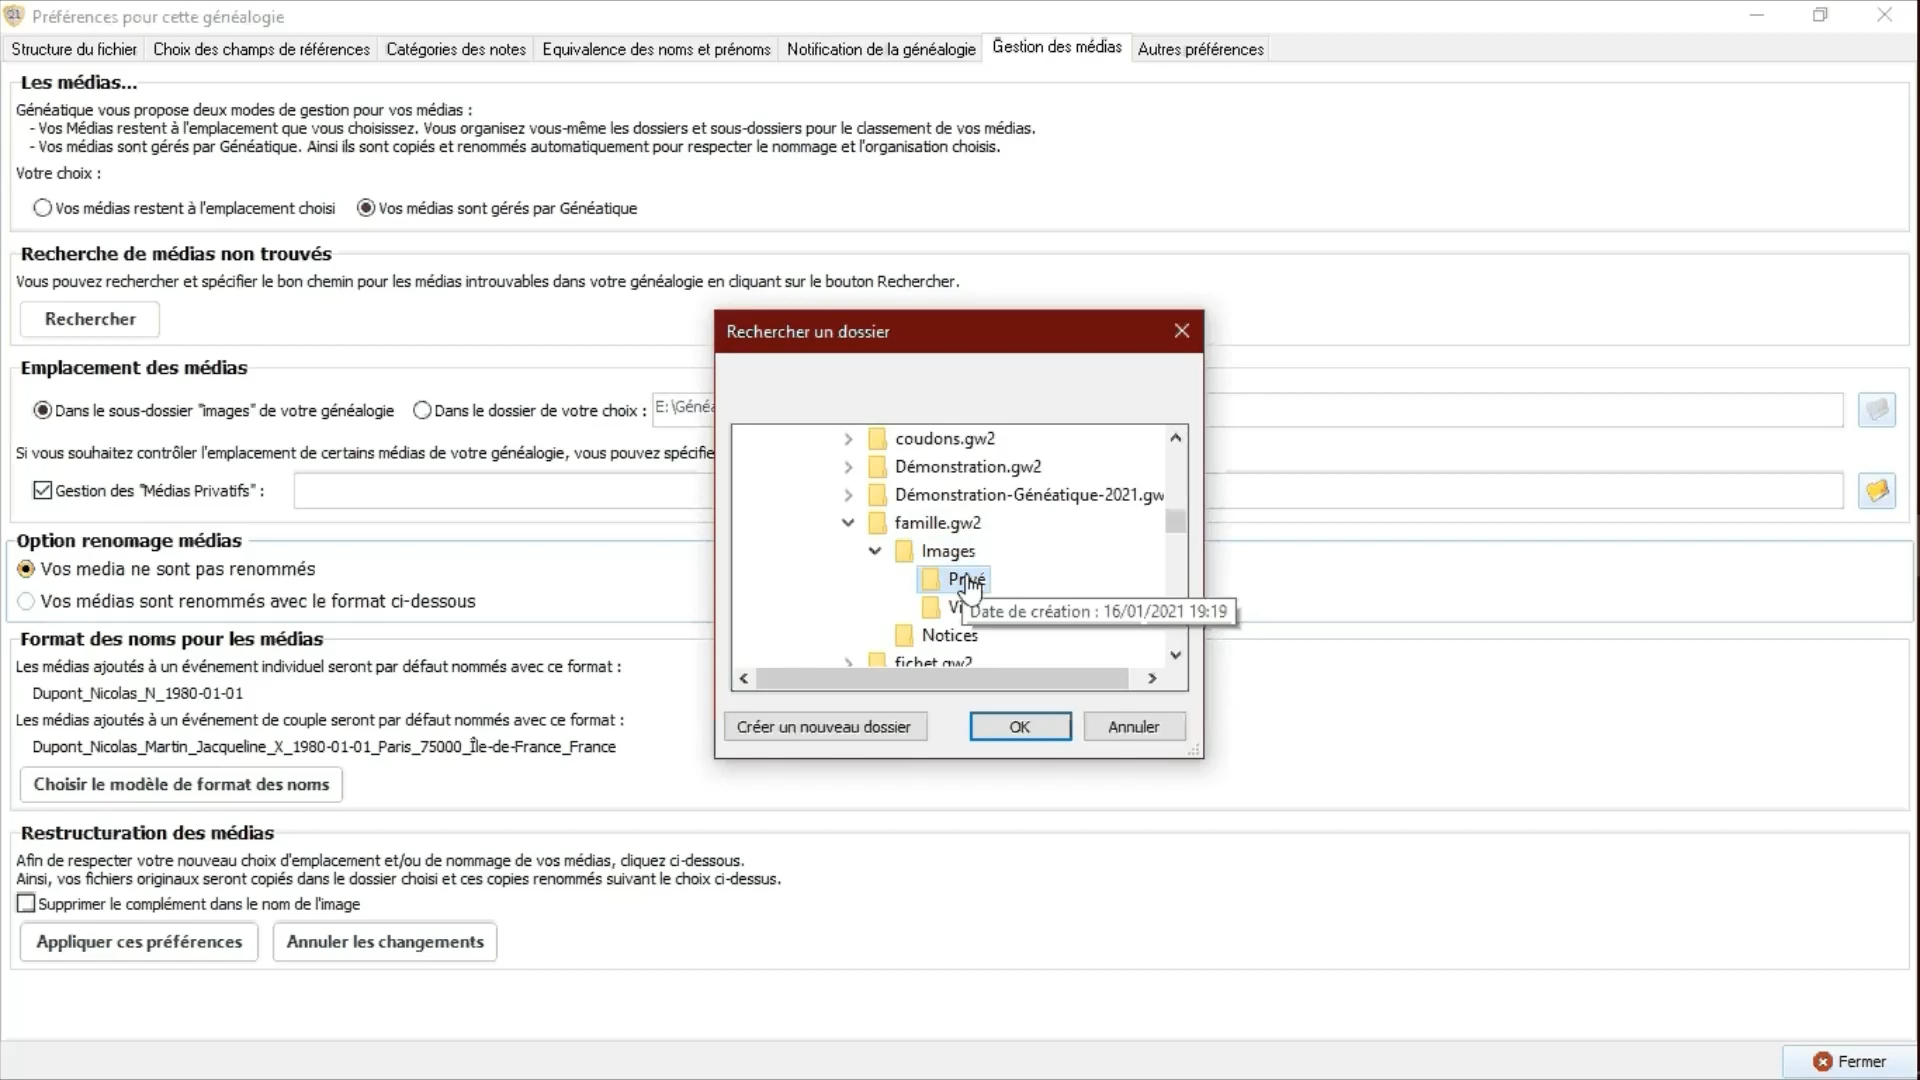 Préférences pour cette généalogie
Structure du fichier Choix des champs de références Catégories des notes Equivalence des noms et prénoms Notification de la généalogie Gestion des médias Autres préférences
Les médias...
Généatique vous propose deux modes de gestion pour vos médias :
- Vos Médias restent à l'emplacement que vous choisissez. Vous organisez vous-même les dossiers et sous-dossiers pour le classement de vos médias.
- Vos médias sont gérés par Généatique. Ainsi ils sont copiés et renommés automatiquement pour respecter le nommage et l'organisation choisis.
Votre choix :
Vos médias restent à l'emplacement choisi Vos médias sont gérés par Généatique
Recherche de médias non trouvés
Vous pouvez rechercher et spécifier le bon chemin pour les médias introuvables dans votre généalogie en cliquant sur le bouton Rechercher.
Rechercher
Emplacement des médias
Dans le sous-dossier "images" de votre généalogie Dans le dossier de votre choix : E:\Généa
Si vous souhaitez contrôler l'emplacement de certains médias de votre généalogie, vous pouvez spécifie
Gestion des "Médias Privatifs" :
Option renomage médias
Vos media ne sont pas renommés
Vos médias sont renommés avec le format ci-dessous
Format des noms pour les médias
Les médias ajoutés à un événement individuel seront par défaut nommés avec ce format :
Dupont_Nicolas_N_1980-01-01
Les médias ajoutés à un événement de couple seront par défaut nommés avec ce format :
Dupont_Nicolas_Martin_Jacqueline_X_1980-01-01_Paris_75000_Île-de-France_France
Choisir le modèle de format des noms
Restructuration des médias
Afin de respecter votre nouveau choix d'emplacement et/ou de nommage de vos médias, cliquez ci-dessous.
Ainsi, vos fichiers originaux seront copiés dans le dossier choisi et ces copies renommés suivant le choix ci-dessus.
Supprimer le complément dans le nom de l'image
Appliquer ces préférences Annuler les changements
Rechercher un dossier
coudons.gw2
Démonstration.gw2
Démonstration-Généatique-2021.gw
famille.gw2
Images
Privé
Vi
Date de création : 16/01/2021 19:19
Notices
fichet.gw2
Créer un nouveau dossier OK Annuler
Fermer